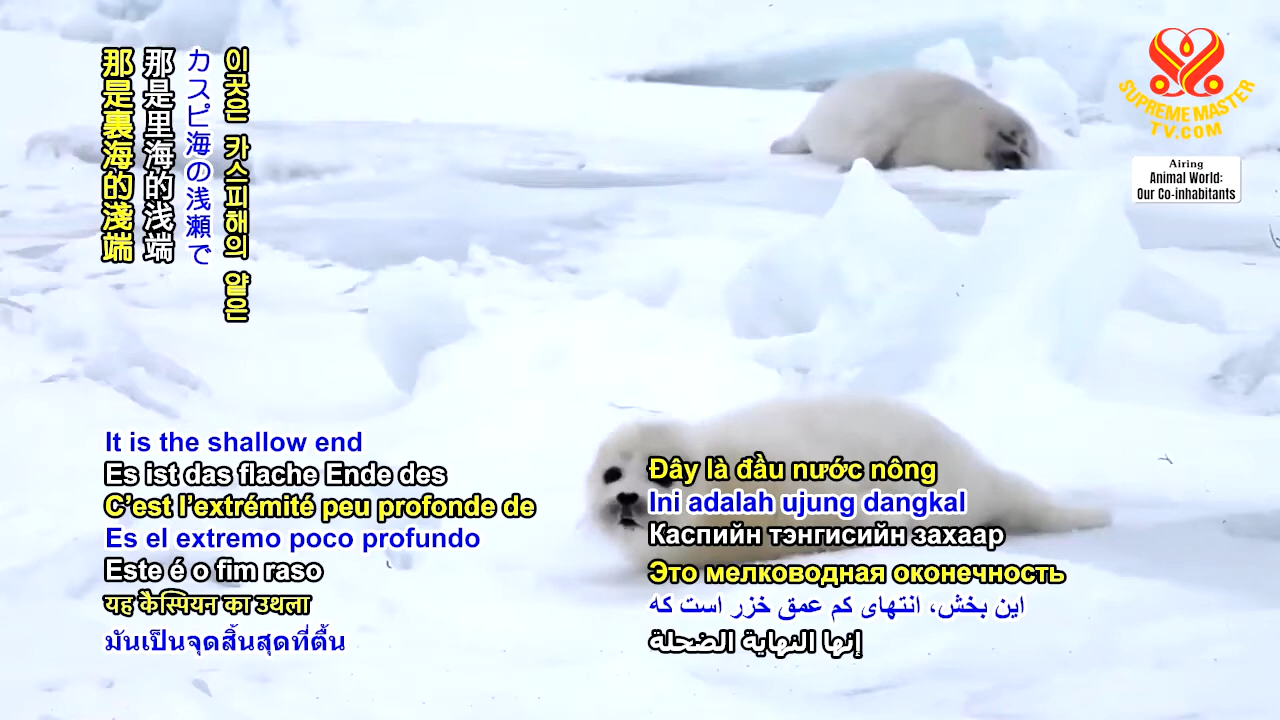 那是裏海的淺端
那是里海的浅端
カスピ海の浅瀬で
이곳은 카스피해의 얕은
SUPREME MASTER
TV.COM
Airing
Animal World:
Our Co-inhabitants
It is the shallow end
Es ist das flache Ende des
C’est l’extrémité peu profonde de
Es el extremo poco profundo
Este é o fim raso
यह कैस्पियन का उथला
มันเป็นจุดสิ้นสุดที่ตื้น
Đây là đầu nước nông
Ini adalah ujung dangkal
Каспийн тэнгисийн захаар
Это мелководная оконечность
این بخش، انتهای کم عمق خزر است که
إنها النهاية الضحلة